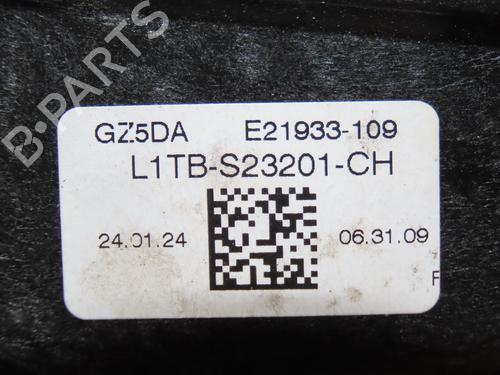 B-PARTS
GZ5DA E21933-109
L1TB-S23201-CH
24.01.24 06.31.09